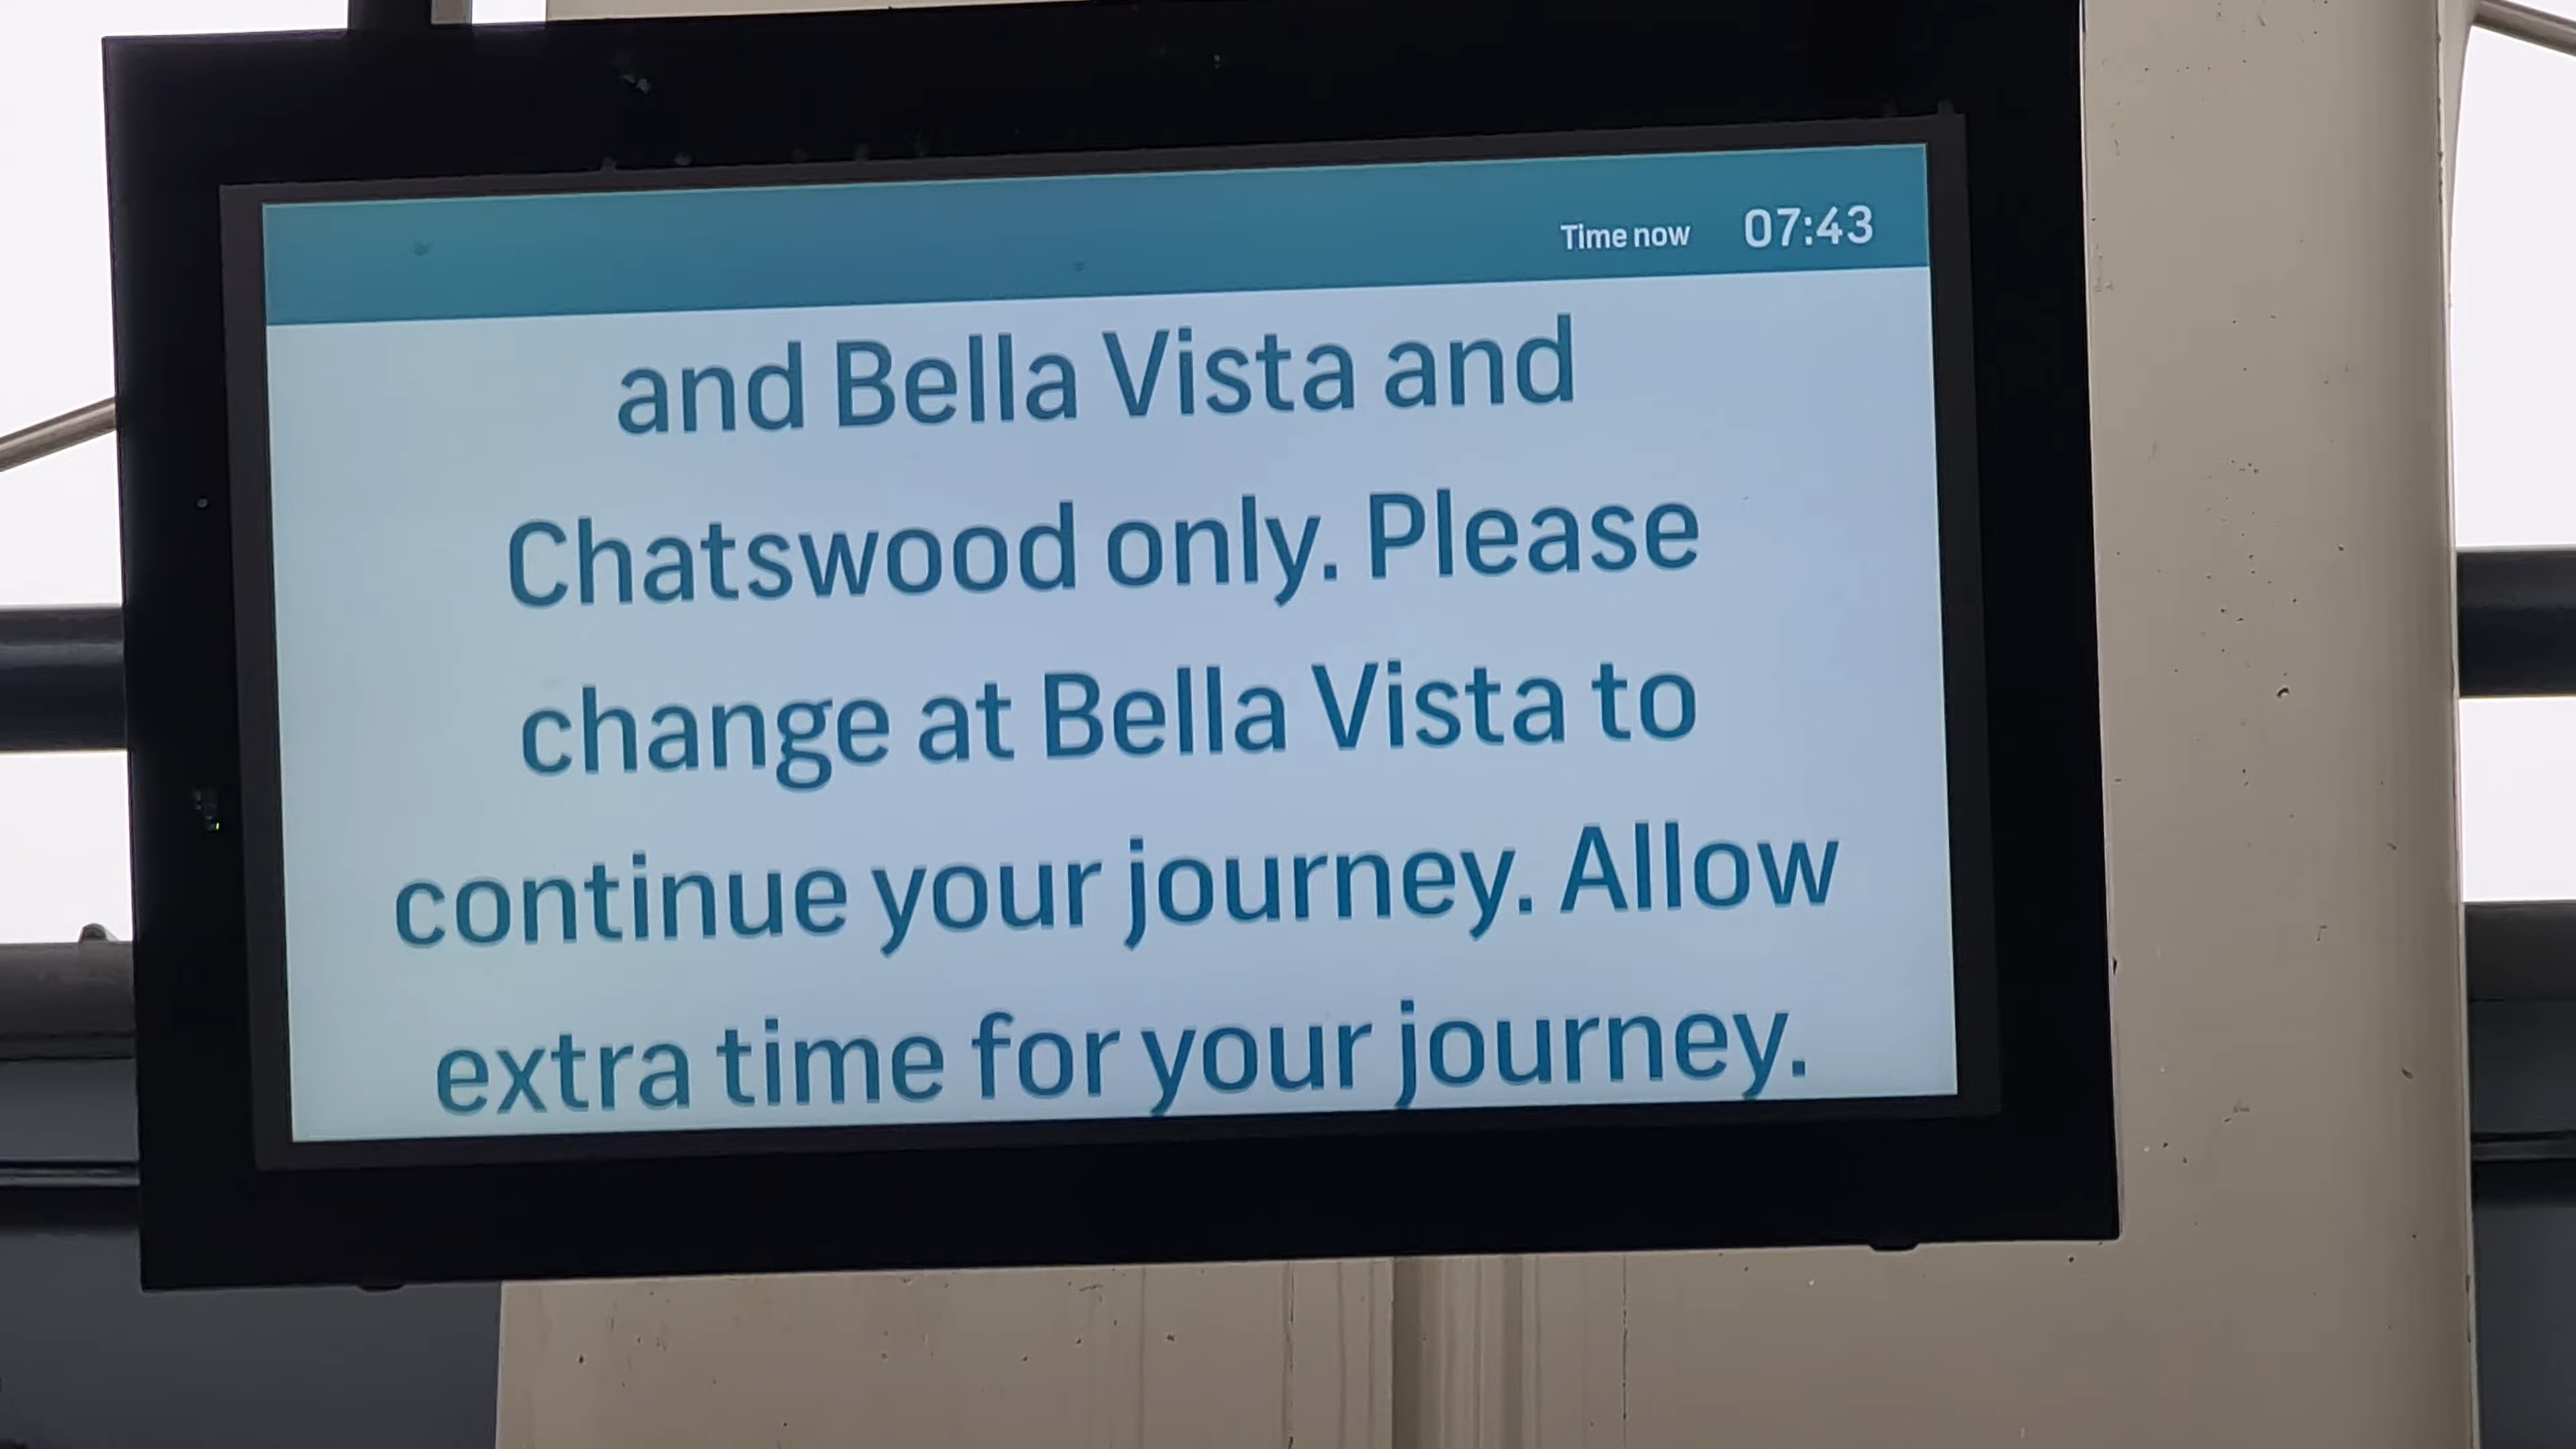 Time now 07:43
and Bella Vista and
Chatswood only. Please
change at Bella Vista to
continue your journey. Allow
extra time for your journey.